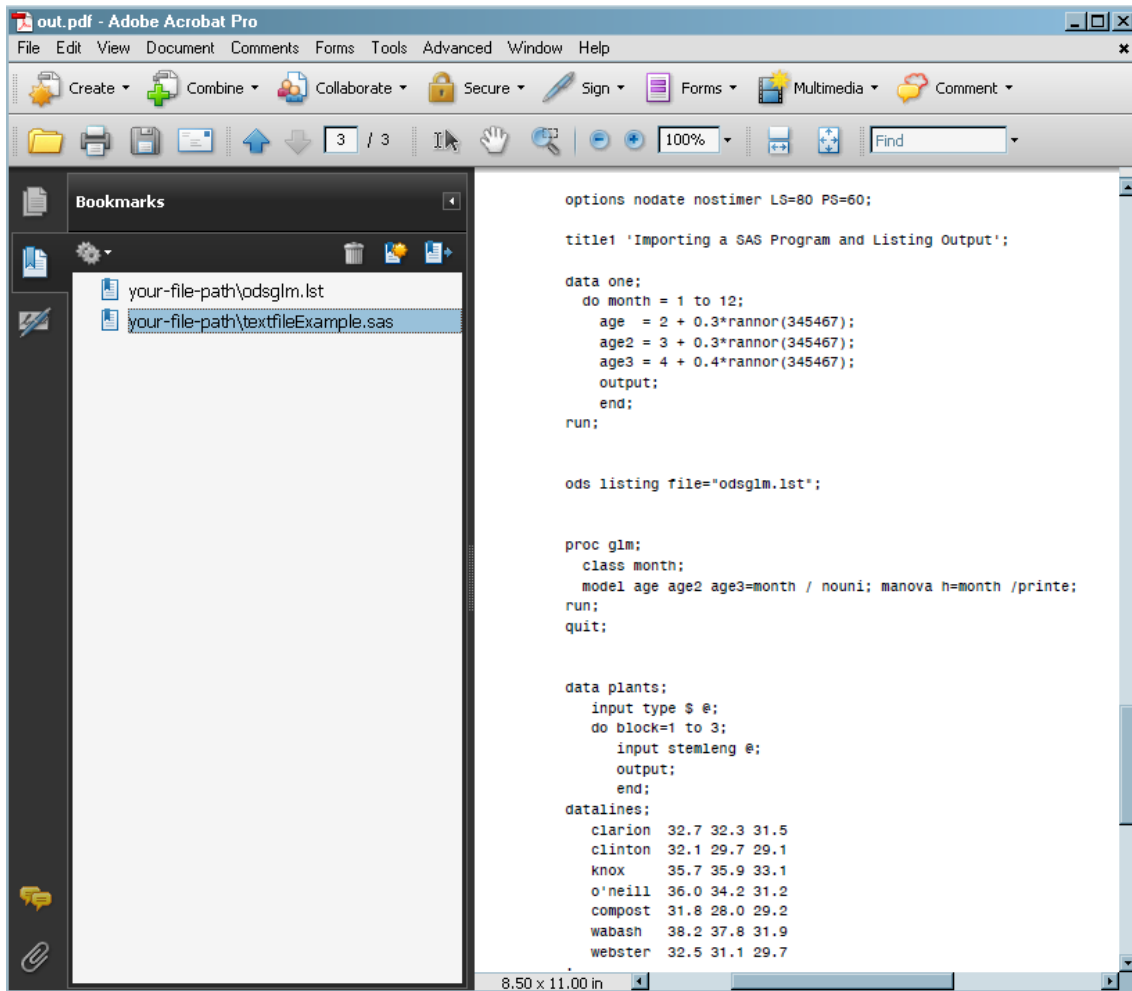 out.pdf - Adobe Acrobat Pro
File Edit View Document Comments Forms Tools Advanced Window Help
Create Combine Collaborate Secure Sign Forms Multimedia Comment
3 / 3 100% Find
Bookmarks
your-file-path\odsglm.lst
your-file-path\textfileExample.sas
options nodate nostimer LS=80 PS=60;
title1 'Importing a SAS Program and Listing Output';
data one;
do month = 1 to 12;
age = 2 + 0.3*rannor(345467);
age2 = 3 + 0.3*rannor(345467);
age3 = 4 + 0.4*rannor(345467);
output;
end;
run;
ods listing file="odsglm.lst";
proc glm;
class month;
model age age2 age3=month / nouni; manova h=month /printe;
run;
quit;
data plants;
input type $ @;
do block=1 to 3;
input stemleng @;
output;
end;
datalines;
clarion 32.7 32.3 31.5
clinton 32.1 29.7 29.1
knox 35.7 35.9 33.1
o'neill 36.0 34.2 31.2
compost 31.8 28.0 29.2
wabash 38.2 37.8 31.9
webster 32.5 31.1 29.7
8.50 x 11.00 in